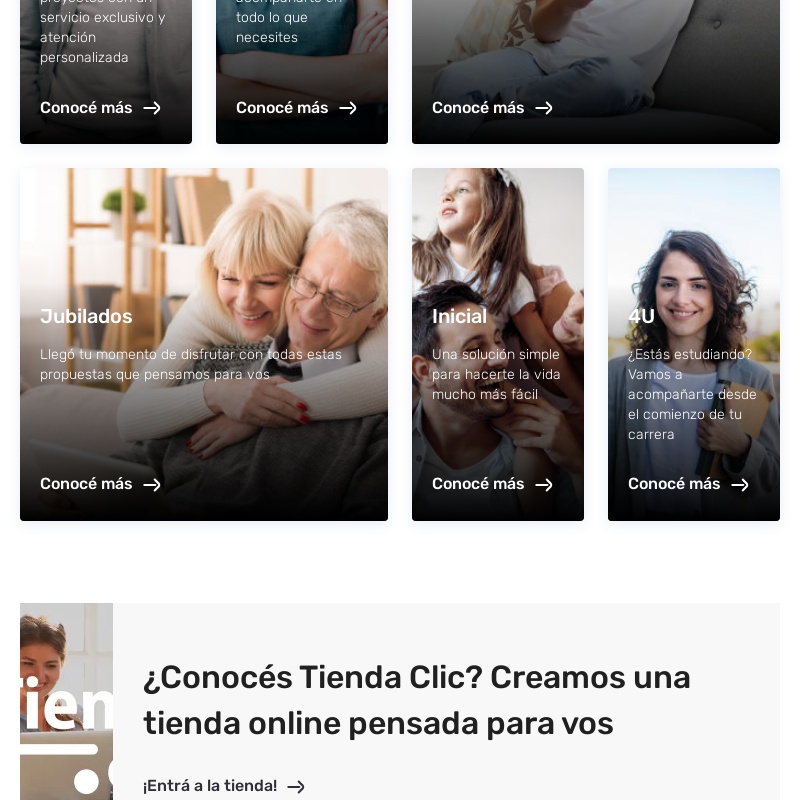 servicio exclusivo y
atención
personalizada
Conocé más
todo lo que
necesites
Conocé más
Conocé más
Jubilados
Llegó tu momento de disfrutar con todas estas
propuestas que pensamos para vos
Conocé más
Inicial
Una solución simple
para hacerte la vida
mucho más fácil
Conocé más
4U
¿Estás estudiando?
Vamos a
acompañarte desde
el comienzo de tu
carrera
Conocé más
¿Conocés Tienda Clic? Creamos una
tienda online pensada para vos
¡Entrá a la tienda!